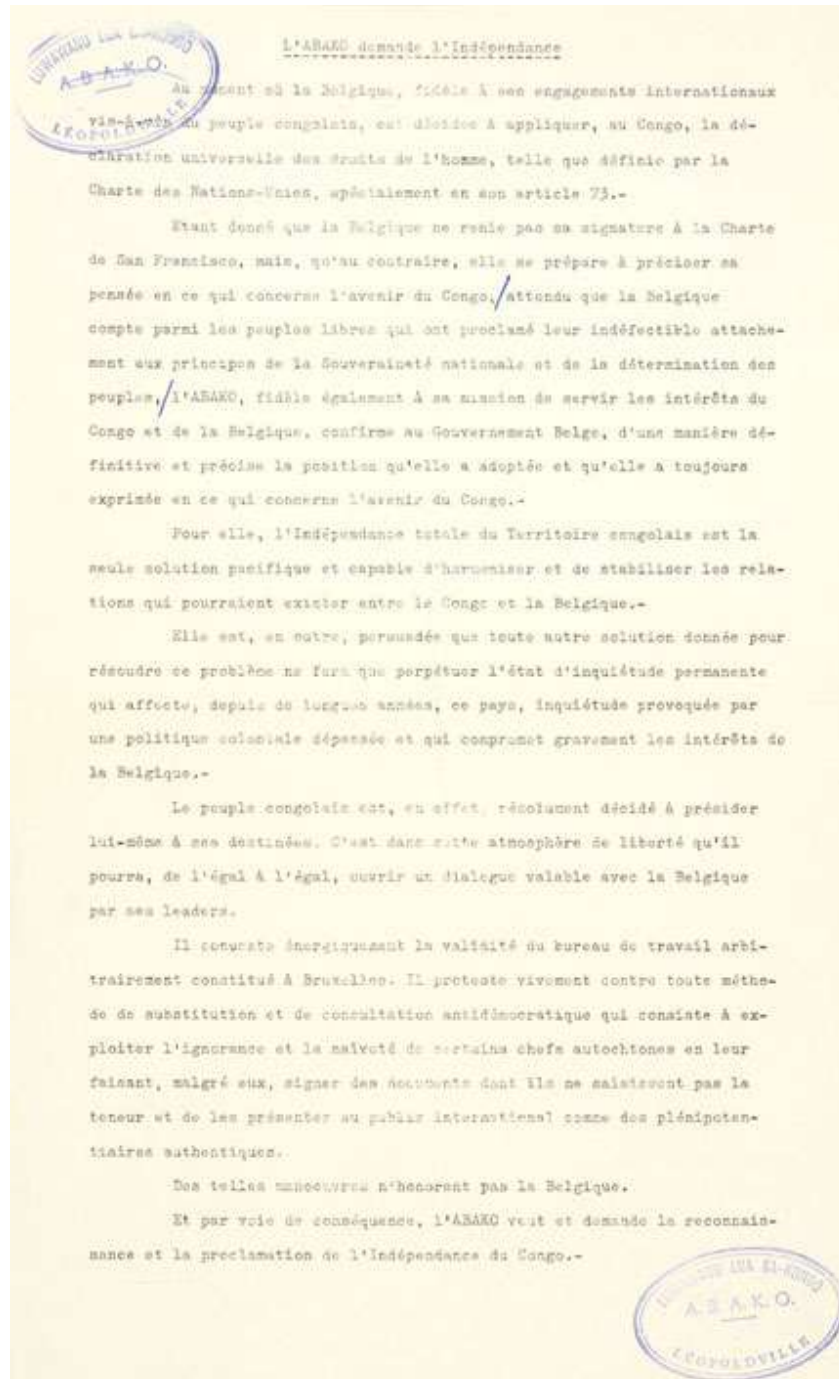 L'ABAKO demande l'Indépendance
A.B.A.K.O.
LÉOPOLDVILLE
Au moment où la Belgique, fidèle à ses engagements internationaux
vis-à-vis du peuple congolais, est décidée à appliquer, au Congo, la dé-
claration universelle des droits de l'homme, telle que définie par la
Charte des Nations-Unies, spécialement en son article 73.-
Etant donné que la Belgique ne renie pas sa signature à la Charte
de San Francisco, mais, qu'au contraire, elle se prépare à préciser sa
pensée en ce qui concerne l'avenir du Congo,/attendu que la Belgique
compte parmi les peuples libres qui ont proclamé leur indéfectible attache-
ment aux principes de la Souveraineté nationale et de la détermination des
peuples,/l'ABAKO, fidèle également à sa mission de servir les intérêts du
Congo et de la Belgique, confirme au Gouvernement Belge, d'une manière dé-
finitive et précise la position qu'elle a adoptée et qu'elle a toujours
exprimée en ce qui concerne l'avenir du Congo.-
Pour elle, l'Indépendance totale du Territoire congolais est la
seule solution pacifique et capable d'harmoniser et de stabiliser les rela-
tions qui pourraient exister entre le Congo et la Belgique.-
Elle est, en outre, persuadée que toute autre solution donnée pour
résoudre ce problème ne fera que perpétuer l'état d'inquiétude permanente
qui affecte, depuis de longues années, ce pays, inquiétude provoquée par
une politique coloniale dépassée et qui compromet gravement les intérêts de
la Belgique.-
Le peuple congolais est, en effet, résolument décidé à présider
lui-même à ses destinées. C'est dans cette atmosphère de liberté qu'il
pourra, de l'égal à l'égal, ouvrir un dialogue valable avec la Belgique
par ses leaders.
Il conteste énergiquement la validité du bureau de travail arbi-
trairement constitué à Bruxelles. Il proteste vivement contre toute métho-
de de substitution et de consultation antidémocratique qui consiste à ex-
ploiter l'ignorance et la naïveté de certains chefs autochtones en leur
faisant, malgré eux, signer des documents dont ils ne saisissent pas la
teneur et de les présenter au public international comme des plénipoten-
tiaires authentiques.
Des telles manoeuvres n'honorent pas la Belgique.
Et par voie de conséquence, l'ABAKO veut et demande la reconnais-
sance et la proclamation de l'Indépendance du Congo.-
A.B.A.K.O.
LÉOPOLDVILLE